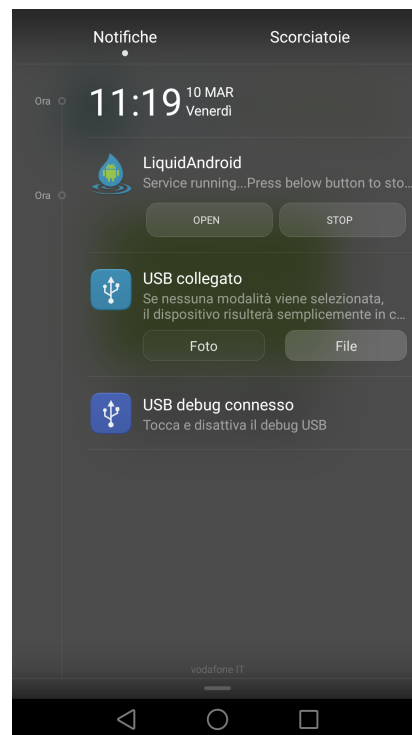 Notifiche
Scorciatoie
Ora
11:19
10 MAR
Venerdì
LiquidAndroid
Service running...Press below button to sto...
Ora
OPEN
STOP
USB collegato
Se nessuna modalità viene selezionata,
il dispositivo risulterà semplicemente in c...
Foto
File
USB debug connesso
Tocca e disattiva il debug USB
vodafone IT